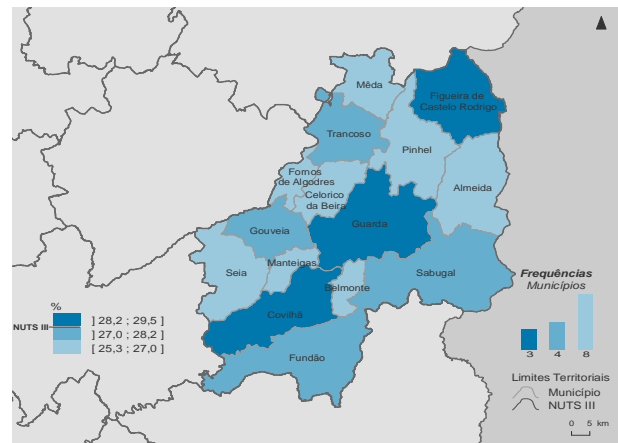 Mêda
Figueira de
Castelo Rodrigo
Trancoso
Pinhel
Fornos
de Algodres
Celorico
da Beira
Almeida
Guarda
Gouveia
Seia
Manteigas
Belmonte
Sabugal
Covilhã
Fundão
%
NUTS III
] 28,2 ; 29,5 ]
] 27,0 ; 28,2 ]
[ 25,3 ; 27,0 ]
Frequências
Municípios
3 4 8
Limites Territoriais
Município
NUTS III
0 5 km